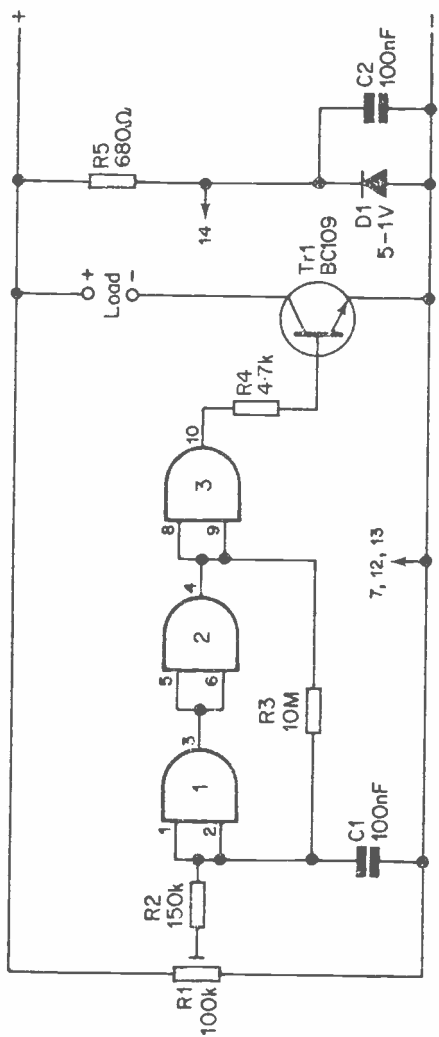 +
R5
680Ω
C2
100nF
14
D1
5-1V
+
Load
-
Tr1
BC109
R4
4·7k
10
3
8
9
4
2
5
6
3
1
1
2
R3
10M
7, 12, 13
R2
150k
C1
100nF
R1
100k
-